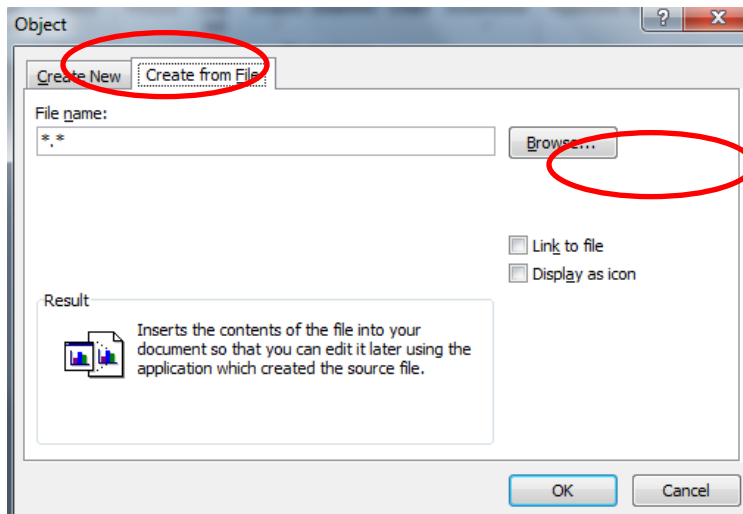 Object
?
X
Create New
Create from File
File name:
*.*
Browse...
Link to file
Display as icon
Result
Inserts the contents of the file into your
document so that you can edit it later using the
application which created the source file.
OK
Cancel